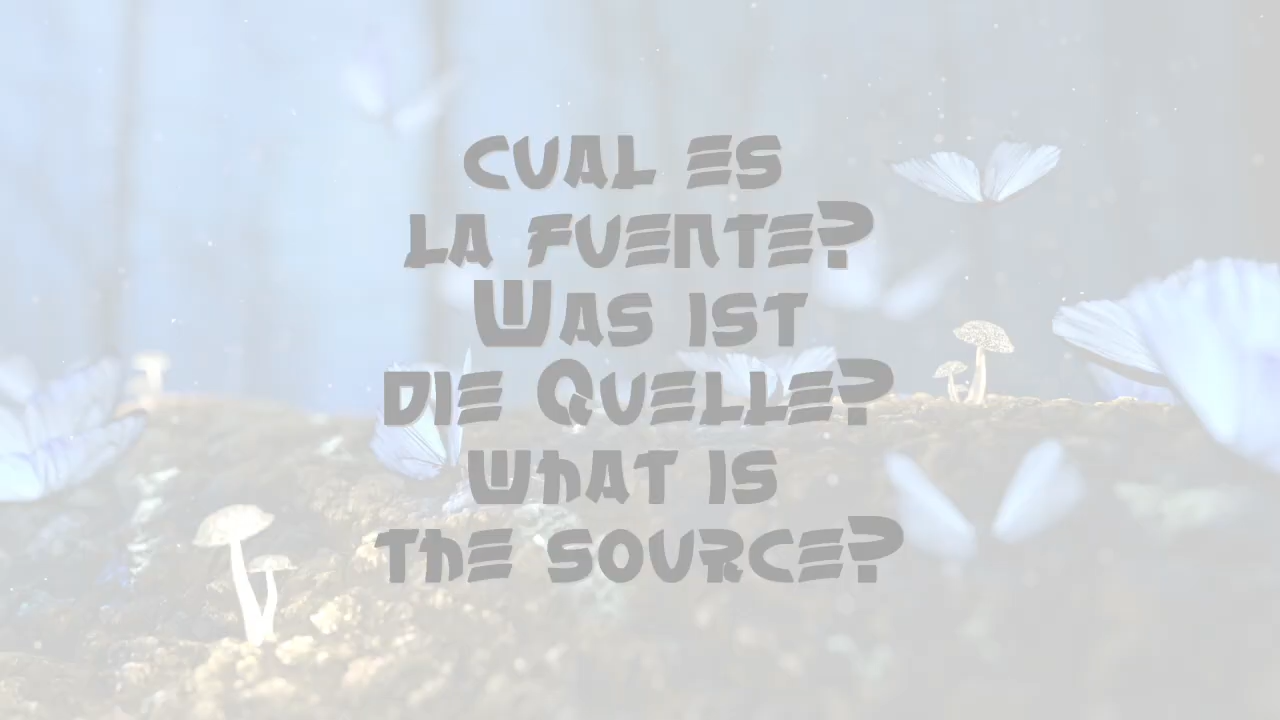 CUAL ES
LA FUENTE?
Was ist
die Quelle?
what is
the source?